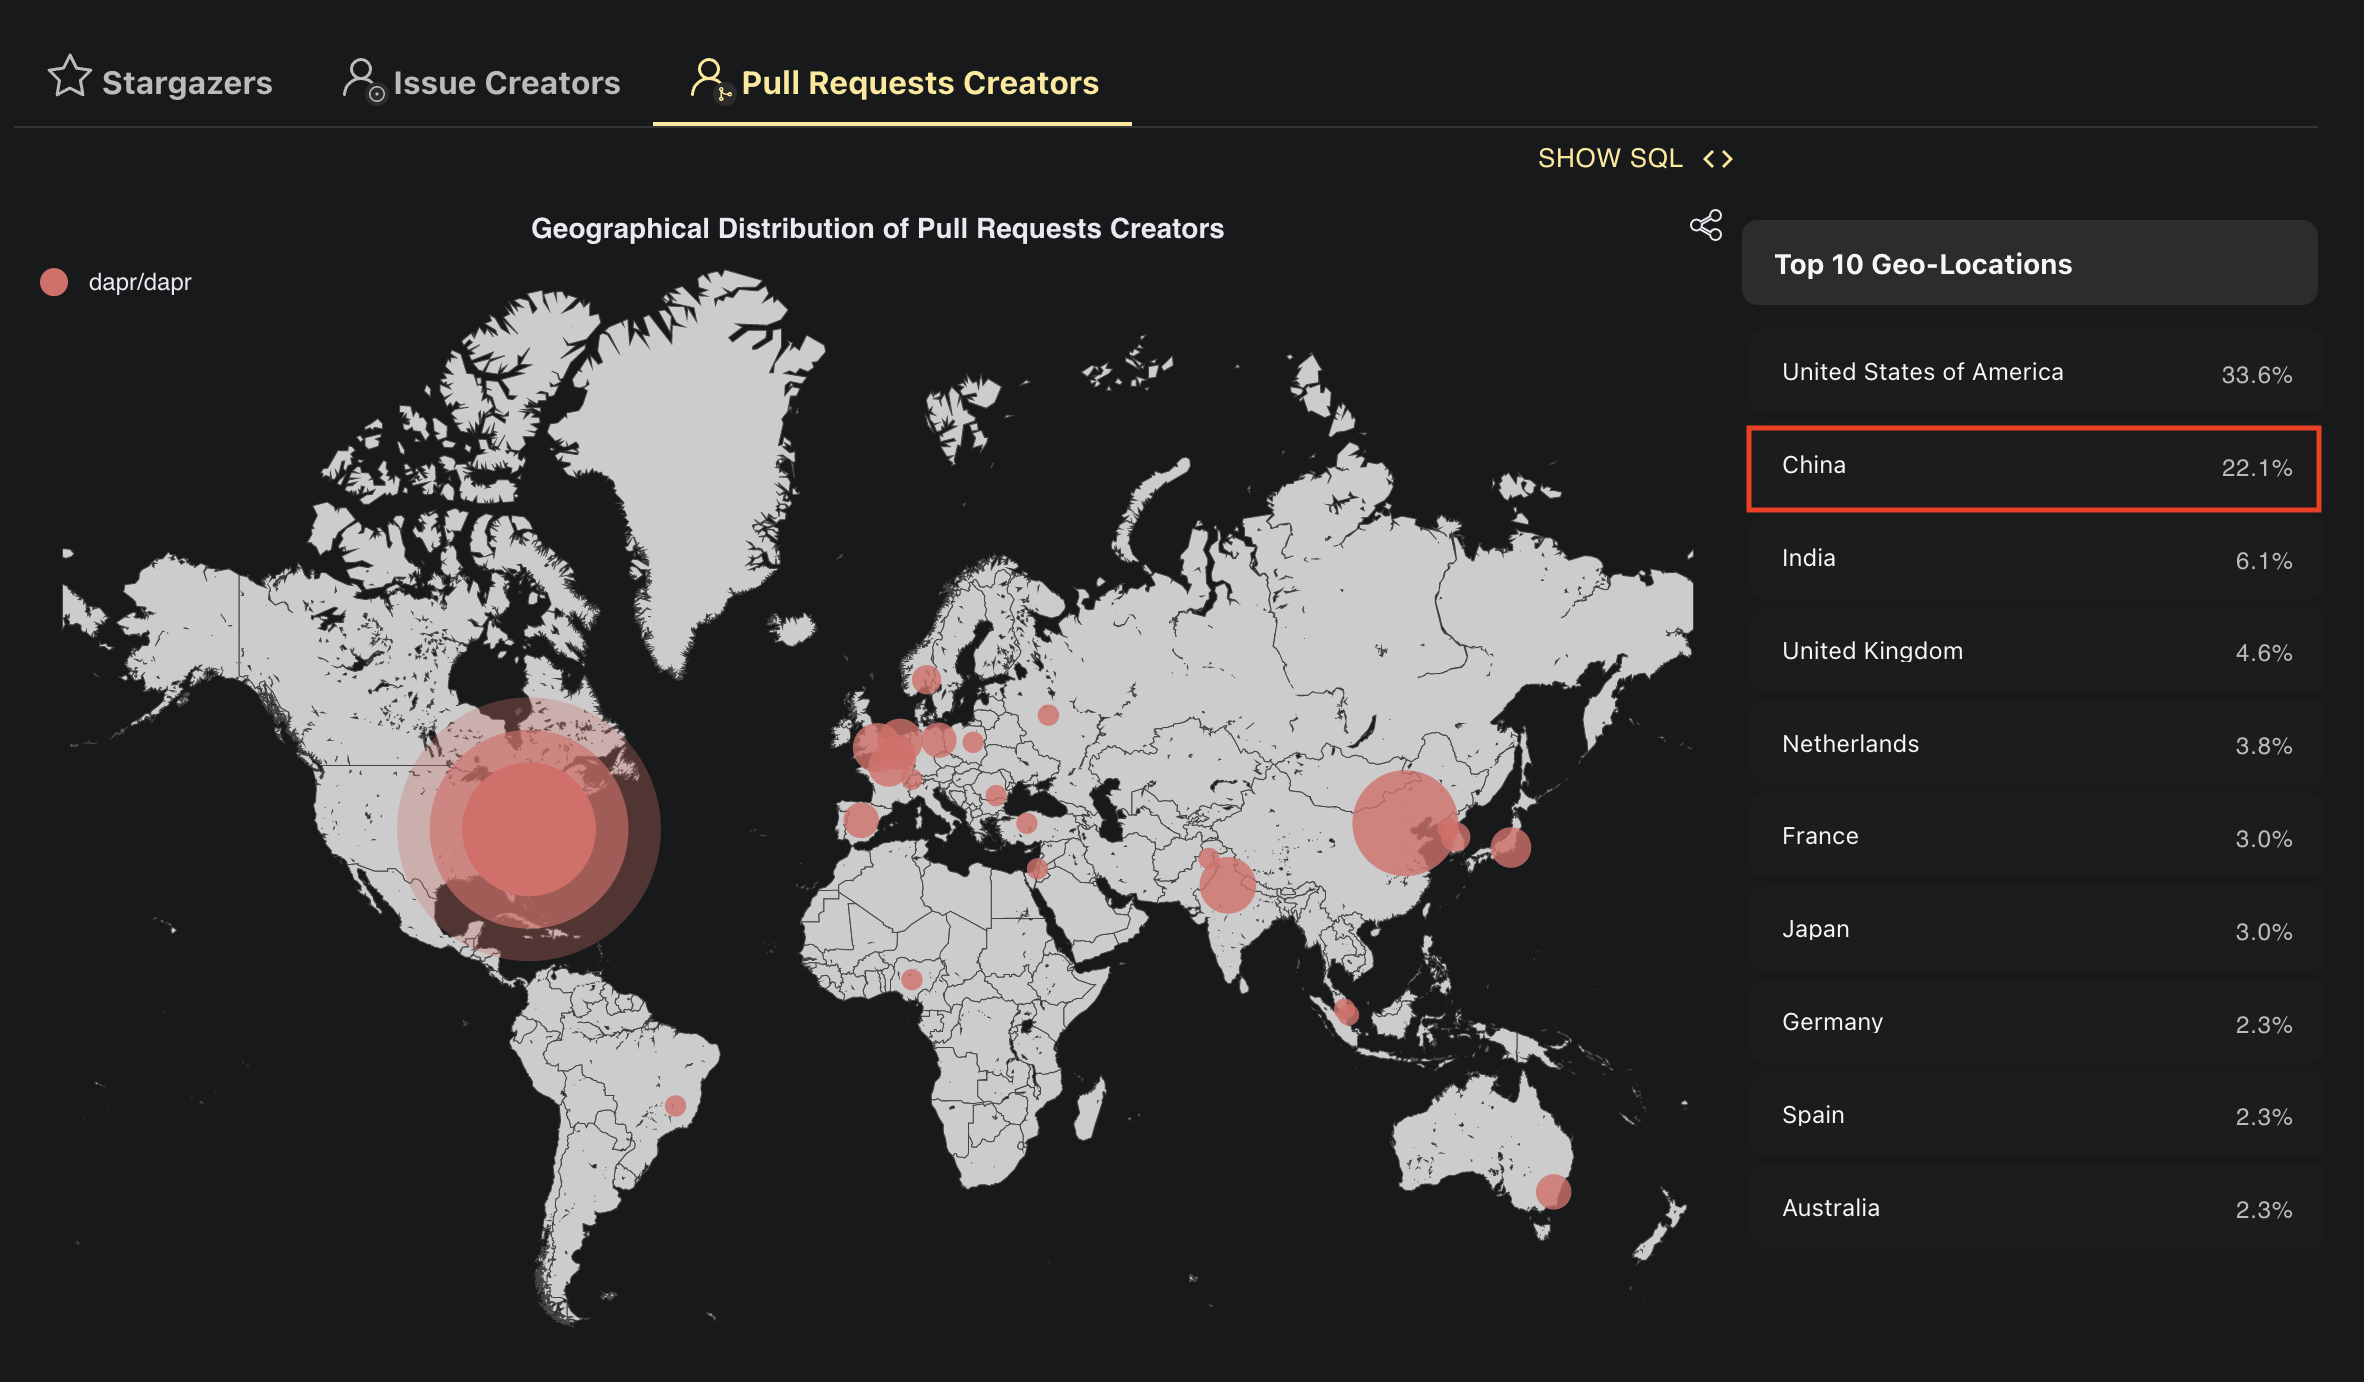 Stargazers
Issue Creators
Pull Requests Creators
SHOW SQL <>
Geographical Distribution of Pull Requests Creators
dapr/dapr
Top 10 Geo-Locations
United States of America 33.6%
China 22.1%
India 6.1%
United Kingdom 4.6%
Netherlands 3.8%
France 3.0%
Japan 3.0%
Germany 2.3%
Spain 2.3%
Australia 2.3%